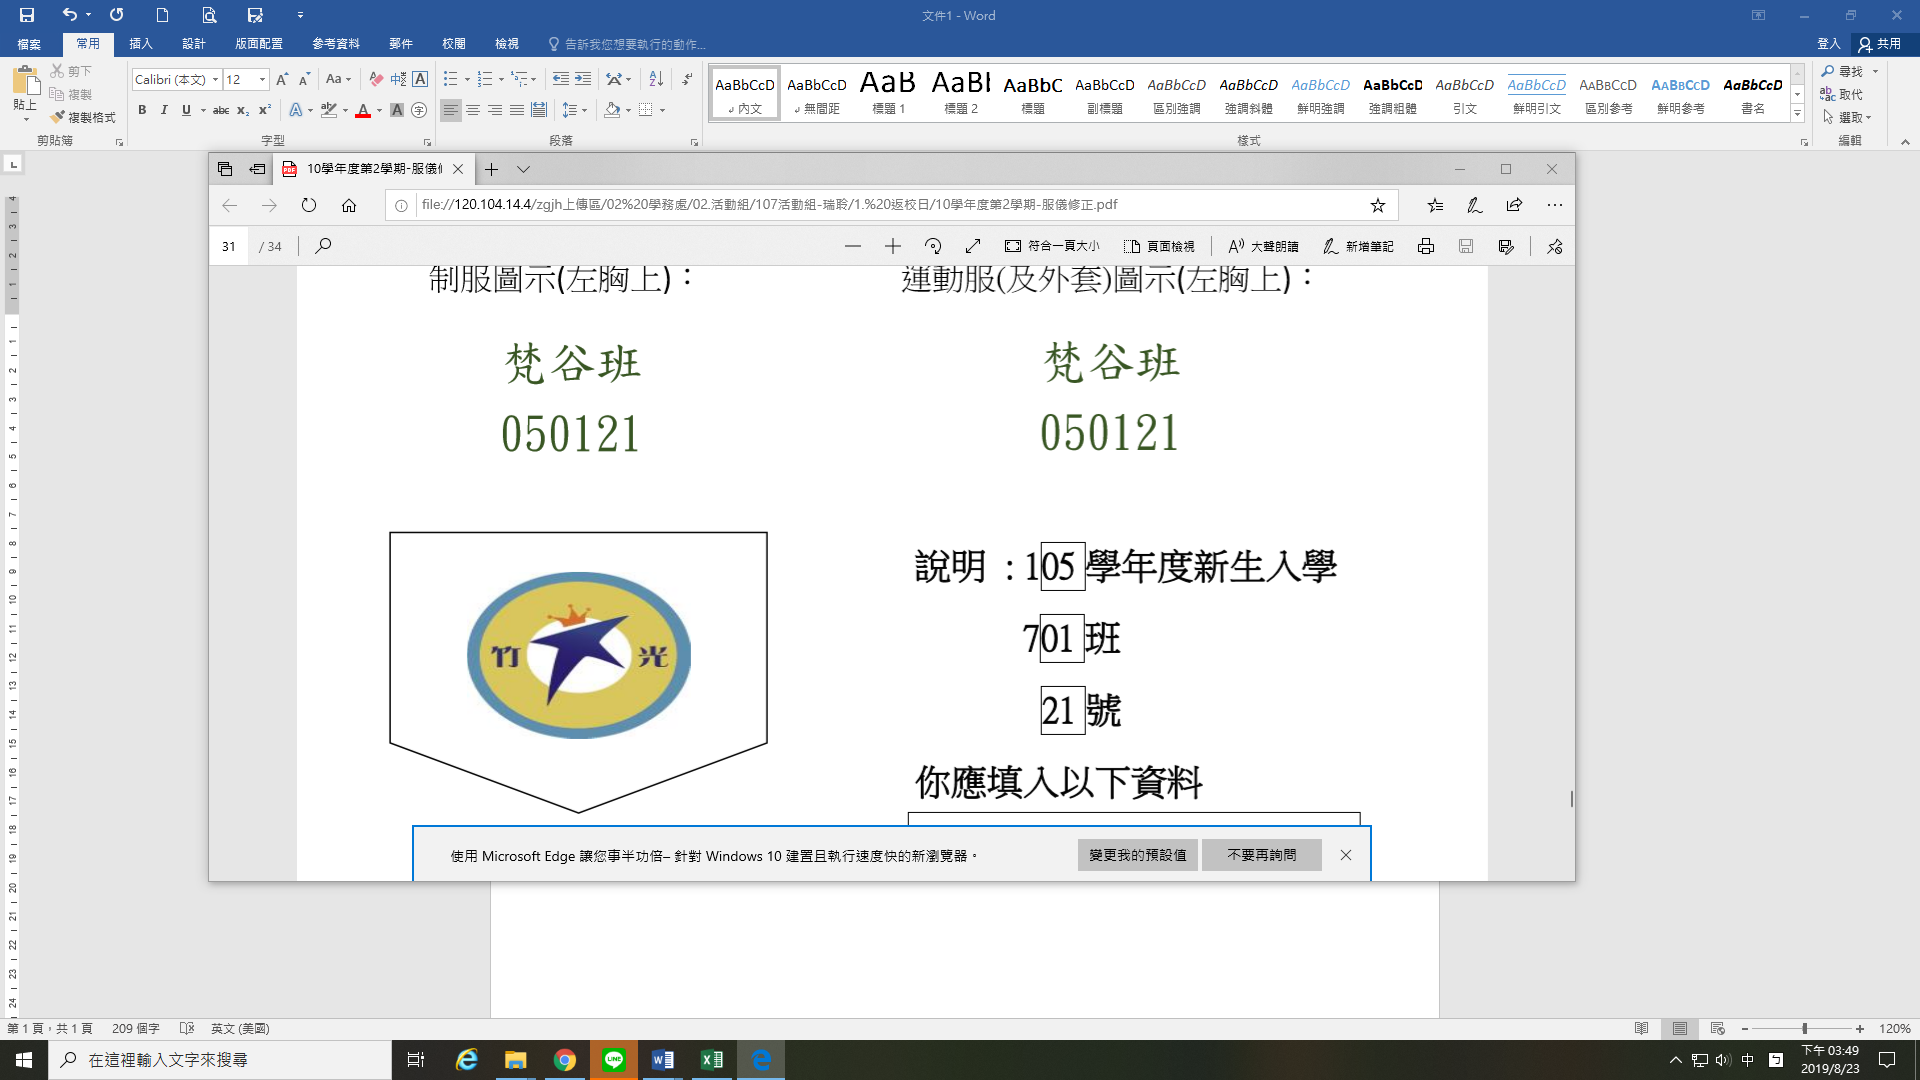 文件1 - Word
檔案 常用 插入 設計 版面配置 參考資料 郵件 校閱 檢視 告訴我您想要執行的動作... 登入 共用
貼上 剪下 複製 複製格式 剪貼簿
Calibri (本文) 12 字型
段落
AaBbCcD AaBbCcD AaB AaBl AaBbC AaBbCcD AaBbCcD AaBbCcD AaBbCcD AaBbCcD AaBbCcD AaBbCcD AaBbCcD AaBbCcD AaBbCcD
內文 無間距 標題 1 標題 2 標題 副標題 區別強調 強調斜體 鮮明強調 強調粗體 引文 鮮明引文 區別參考 鮮明參考 書名
樣式
尋找 取代 選取 編輯
10學年度第2學期-服儀修
file://120.104.14.4/zgjh上傳區/02%20學務處/02.活動組/107活動組-瑞聆/1.%20返校日/10學年度第2學期-服儀修正.pdf
31 / 34 符合一頁大小 頁面檢視 大聲朗讀 新增筆記
制服圖示(左胸上)：
運動服(及外套)圖示(左胸上)：
梵谷班
050121
梵谷班
050121
竹 光
說明 : 105 學年度新生入學
701 班
21 號
你應填入以下資料
使用 Microsoft Edge 讓您事半功倍– 針對 Windows 10 建置且執行速度快的新瀏覽器。 變更我的預設值 不要再詢問
第 1 頁，共 1 頁 209 個字 英文 (美國) 120%
在這裡輸入文字來搜尋
中
下午 03:49
2019/8/23